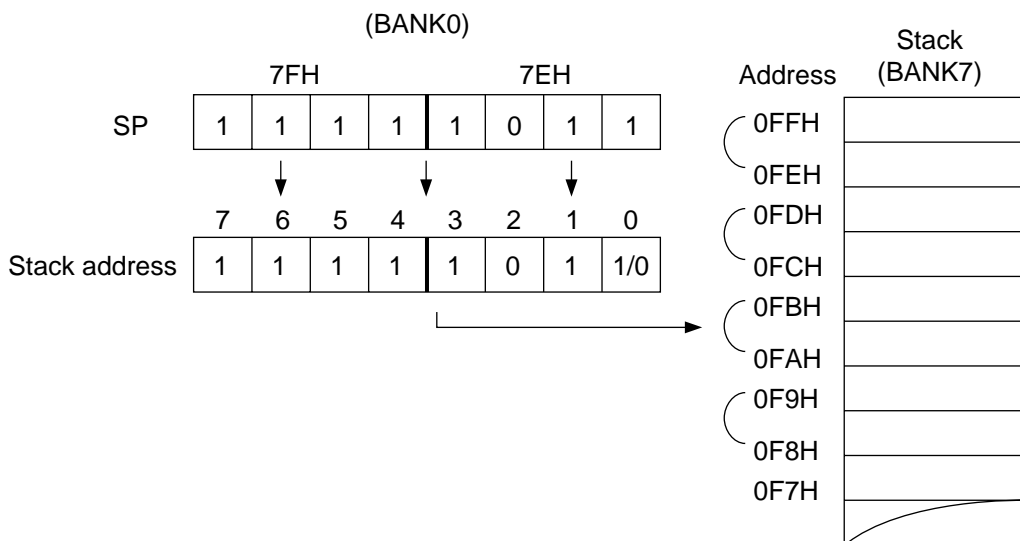 (BANK0)
7FH 7EH
SP 1 1 1 1 1 0 1 1
7 6 5 4 3 2 1 0
Stack address 1 1 1 1 1 0 1 1/0
Address
Stack
(BANK7)
0FFH
0FEH
0FDH
0FCH
0FBH
0FAH
0F9H
0F8H
0F7H